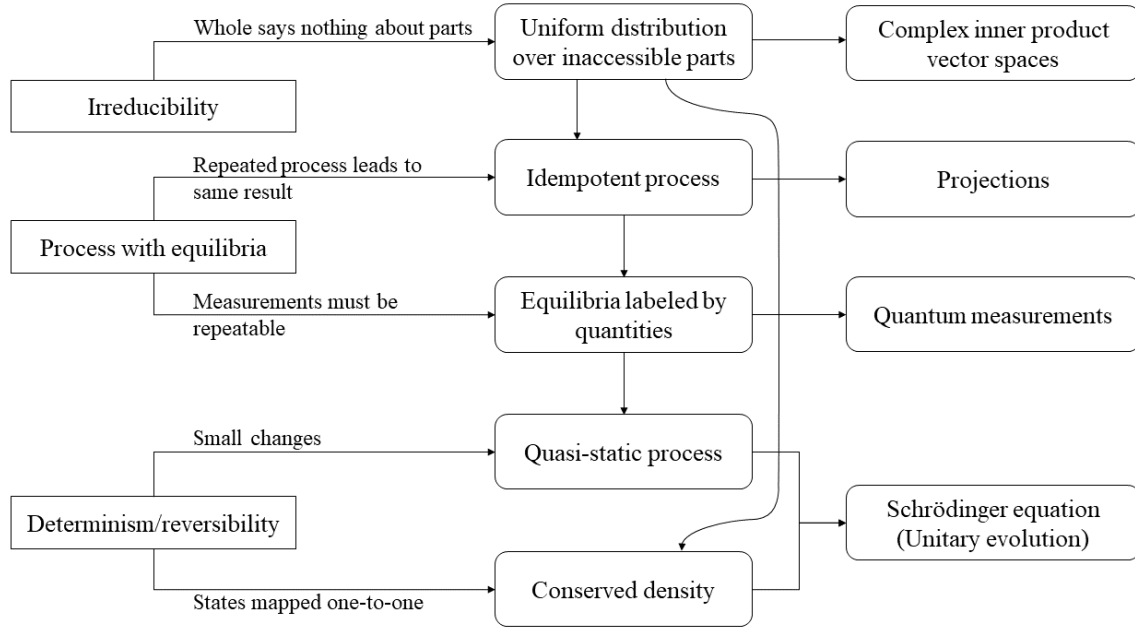 Whole says nothing about parts
Uniform distribution
over inaccessible parts
Complex inner product
vector spaces
Irreducibility
Repeated process leads to
same result
Idempotent process
Projections
Process with equilibria
Measurements must be
repeatable
Equilibria labeled by
quantities
Quantum measurements
Small changes
Quasi-static process
Determinism/reversibility
Schrödinger equation
(Unitary evolution)
States mapped one-to-one
Conserved density